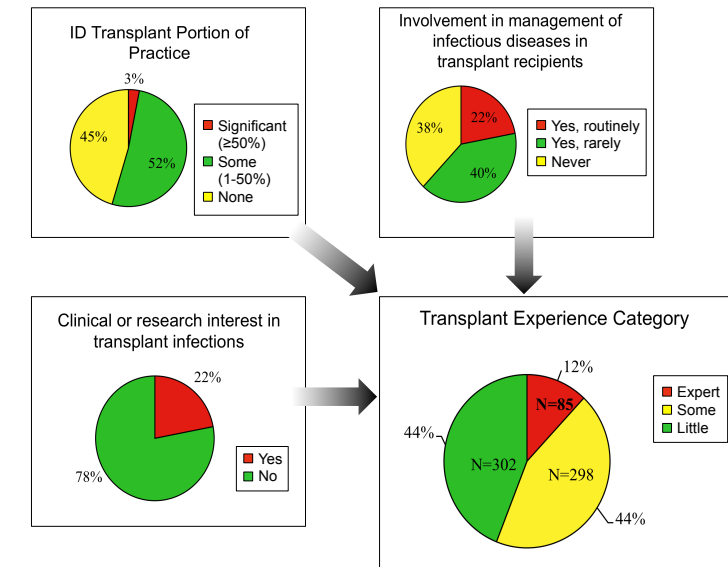 ID Transplant Portion of
Practice
3%
45%
52%
Significant
(≥50%)
Some
(1-50%)
None
Involvement in management of
infectious diseases in
transplant recipients
38%
22%
40%
Yes, routinely
Yes, rarely
Never
Clinical or research interest in
transplant infections
22%
78%
Yes
No
Transplant Experience Category
12%
N=85
44%
N=302
N=298
44%
Expert
Some
Little